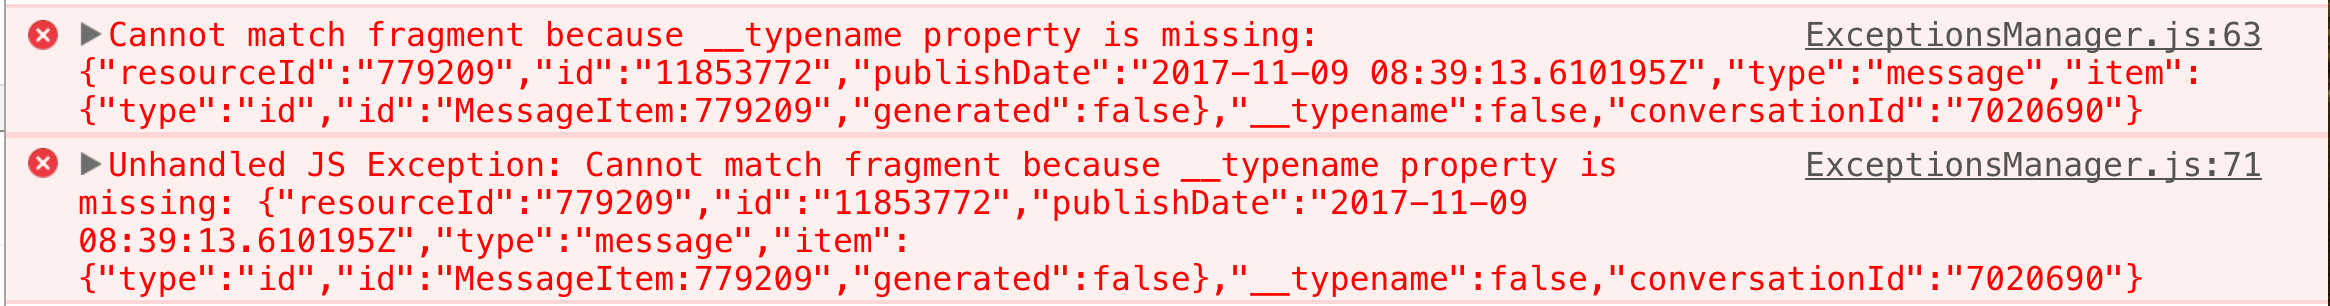 Cannot match fragment because __typename property is missing: ExceptionsManager.js:63
{"resourceId":"779209","id":"11853772","publishDate":"2017-11-09 08:39:13.610195Z","type":"message","item":
{"type":"id","id":"MessageItem:779209","generated":false},"__typename":false,"conversationId":"7020690"}
Unhandled JS Exception: Cannot match fragment because __typename property is ExceptionsManager.js:71
missing: {"resourceId":"779209","id":"11853772","publishDate":"2017-11-09
08:39:13.610195Z","type":"message","item":
{"type":"id","id":"MessageItem:779209","generated":false},"__typename":false,"conversationId":"7020690"}